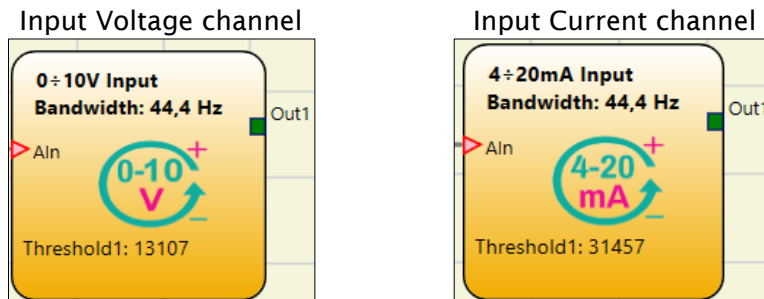 Input Voltage channel
0÷10V Input
Bandwidth: 44,4 Hz
Out1
AIn
0-10
V
Threshold1: 13107
Input Current channel
4÷20mA Input
Bandwidth: 44,4 Hz
Out1
AIn
4-20
mA
Threshold1: 31457